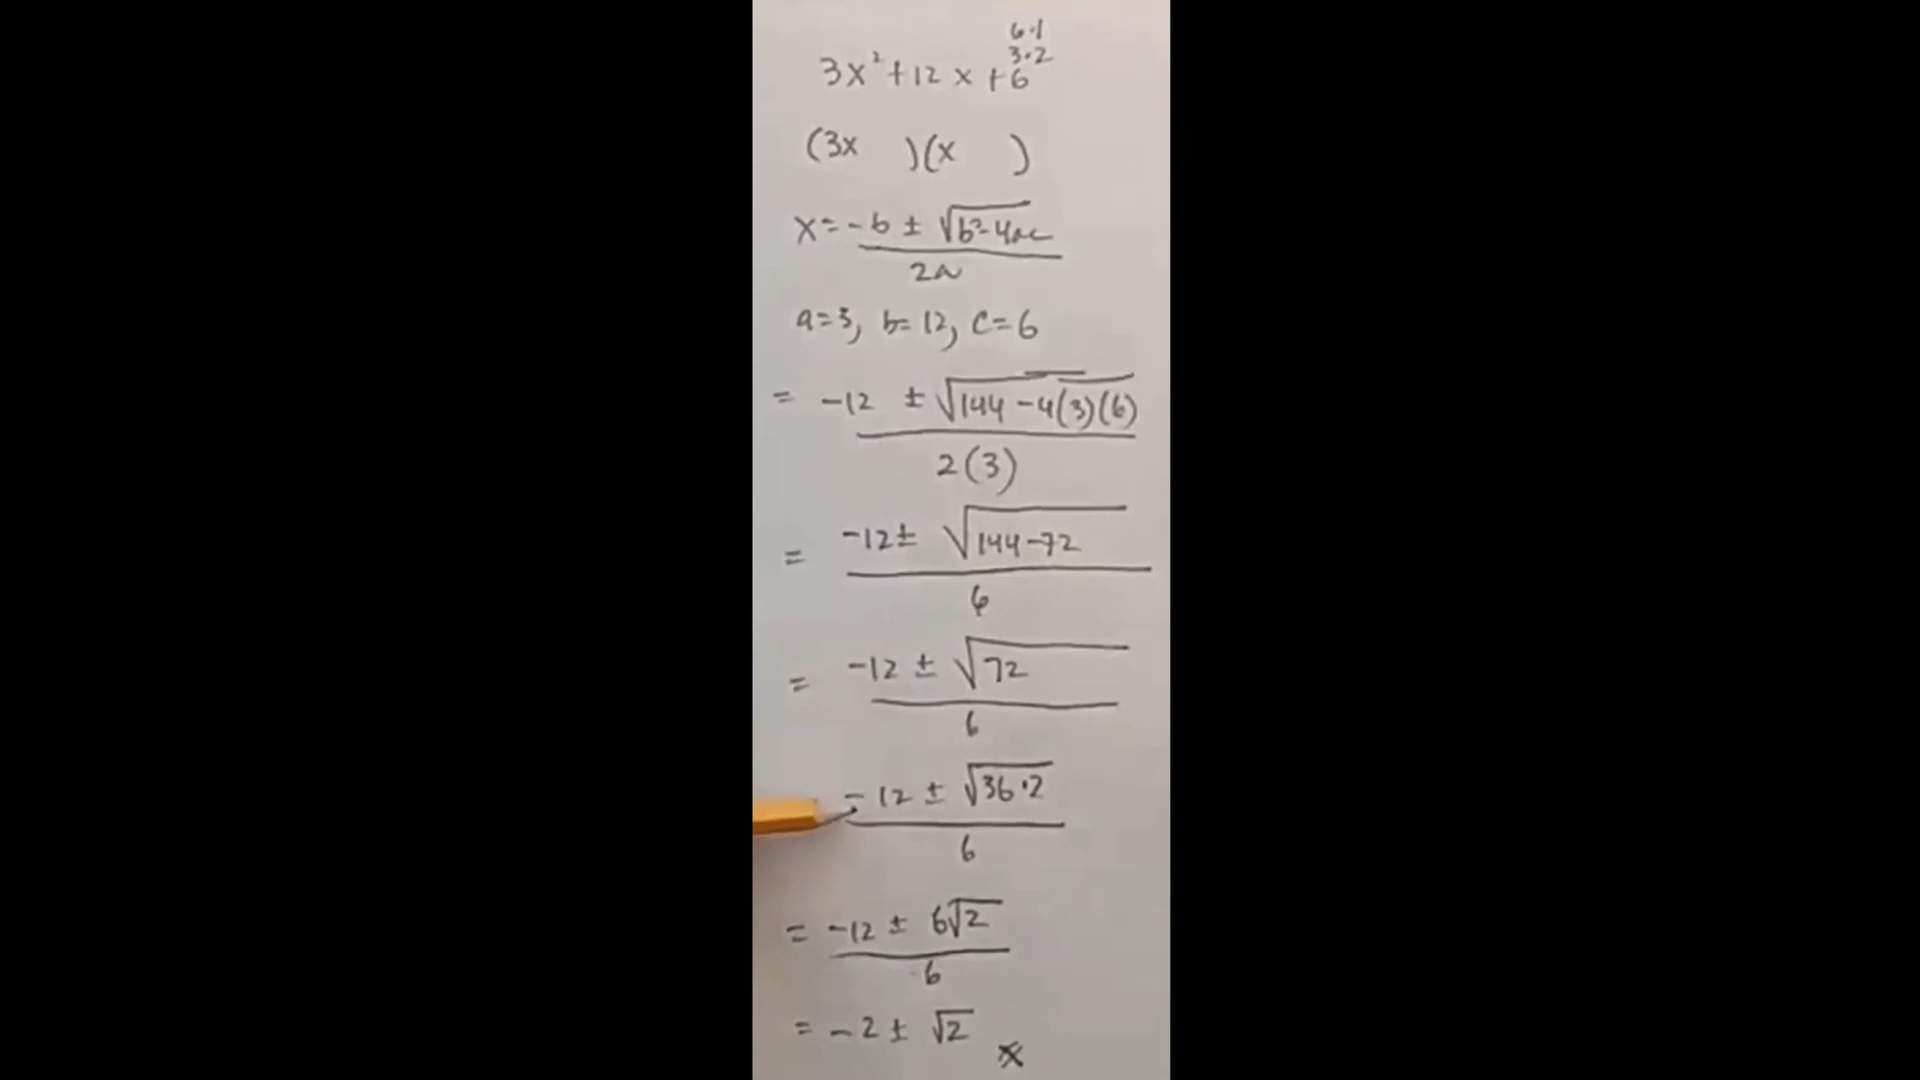 6·1
3·2
3x²+12x+6
(3x )(x )
x=-b ± √b²-4ac
2a
a=3, b=12, c=6
= -12 ± √144-4(3)(6)
2(3)
= -12± √144-72
6
= -12 ± √72
6
-12 ± √36·2
6
= -12 ± 6√2
6
= -2± √2